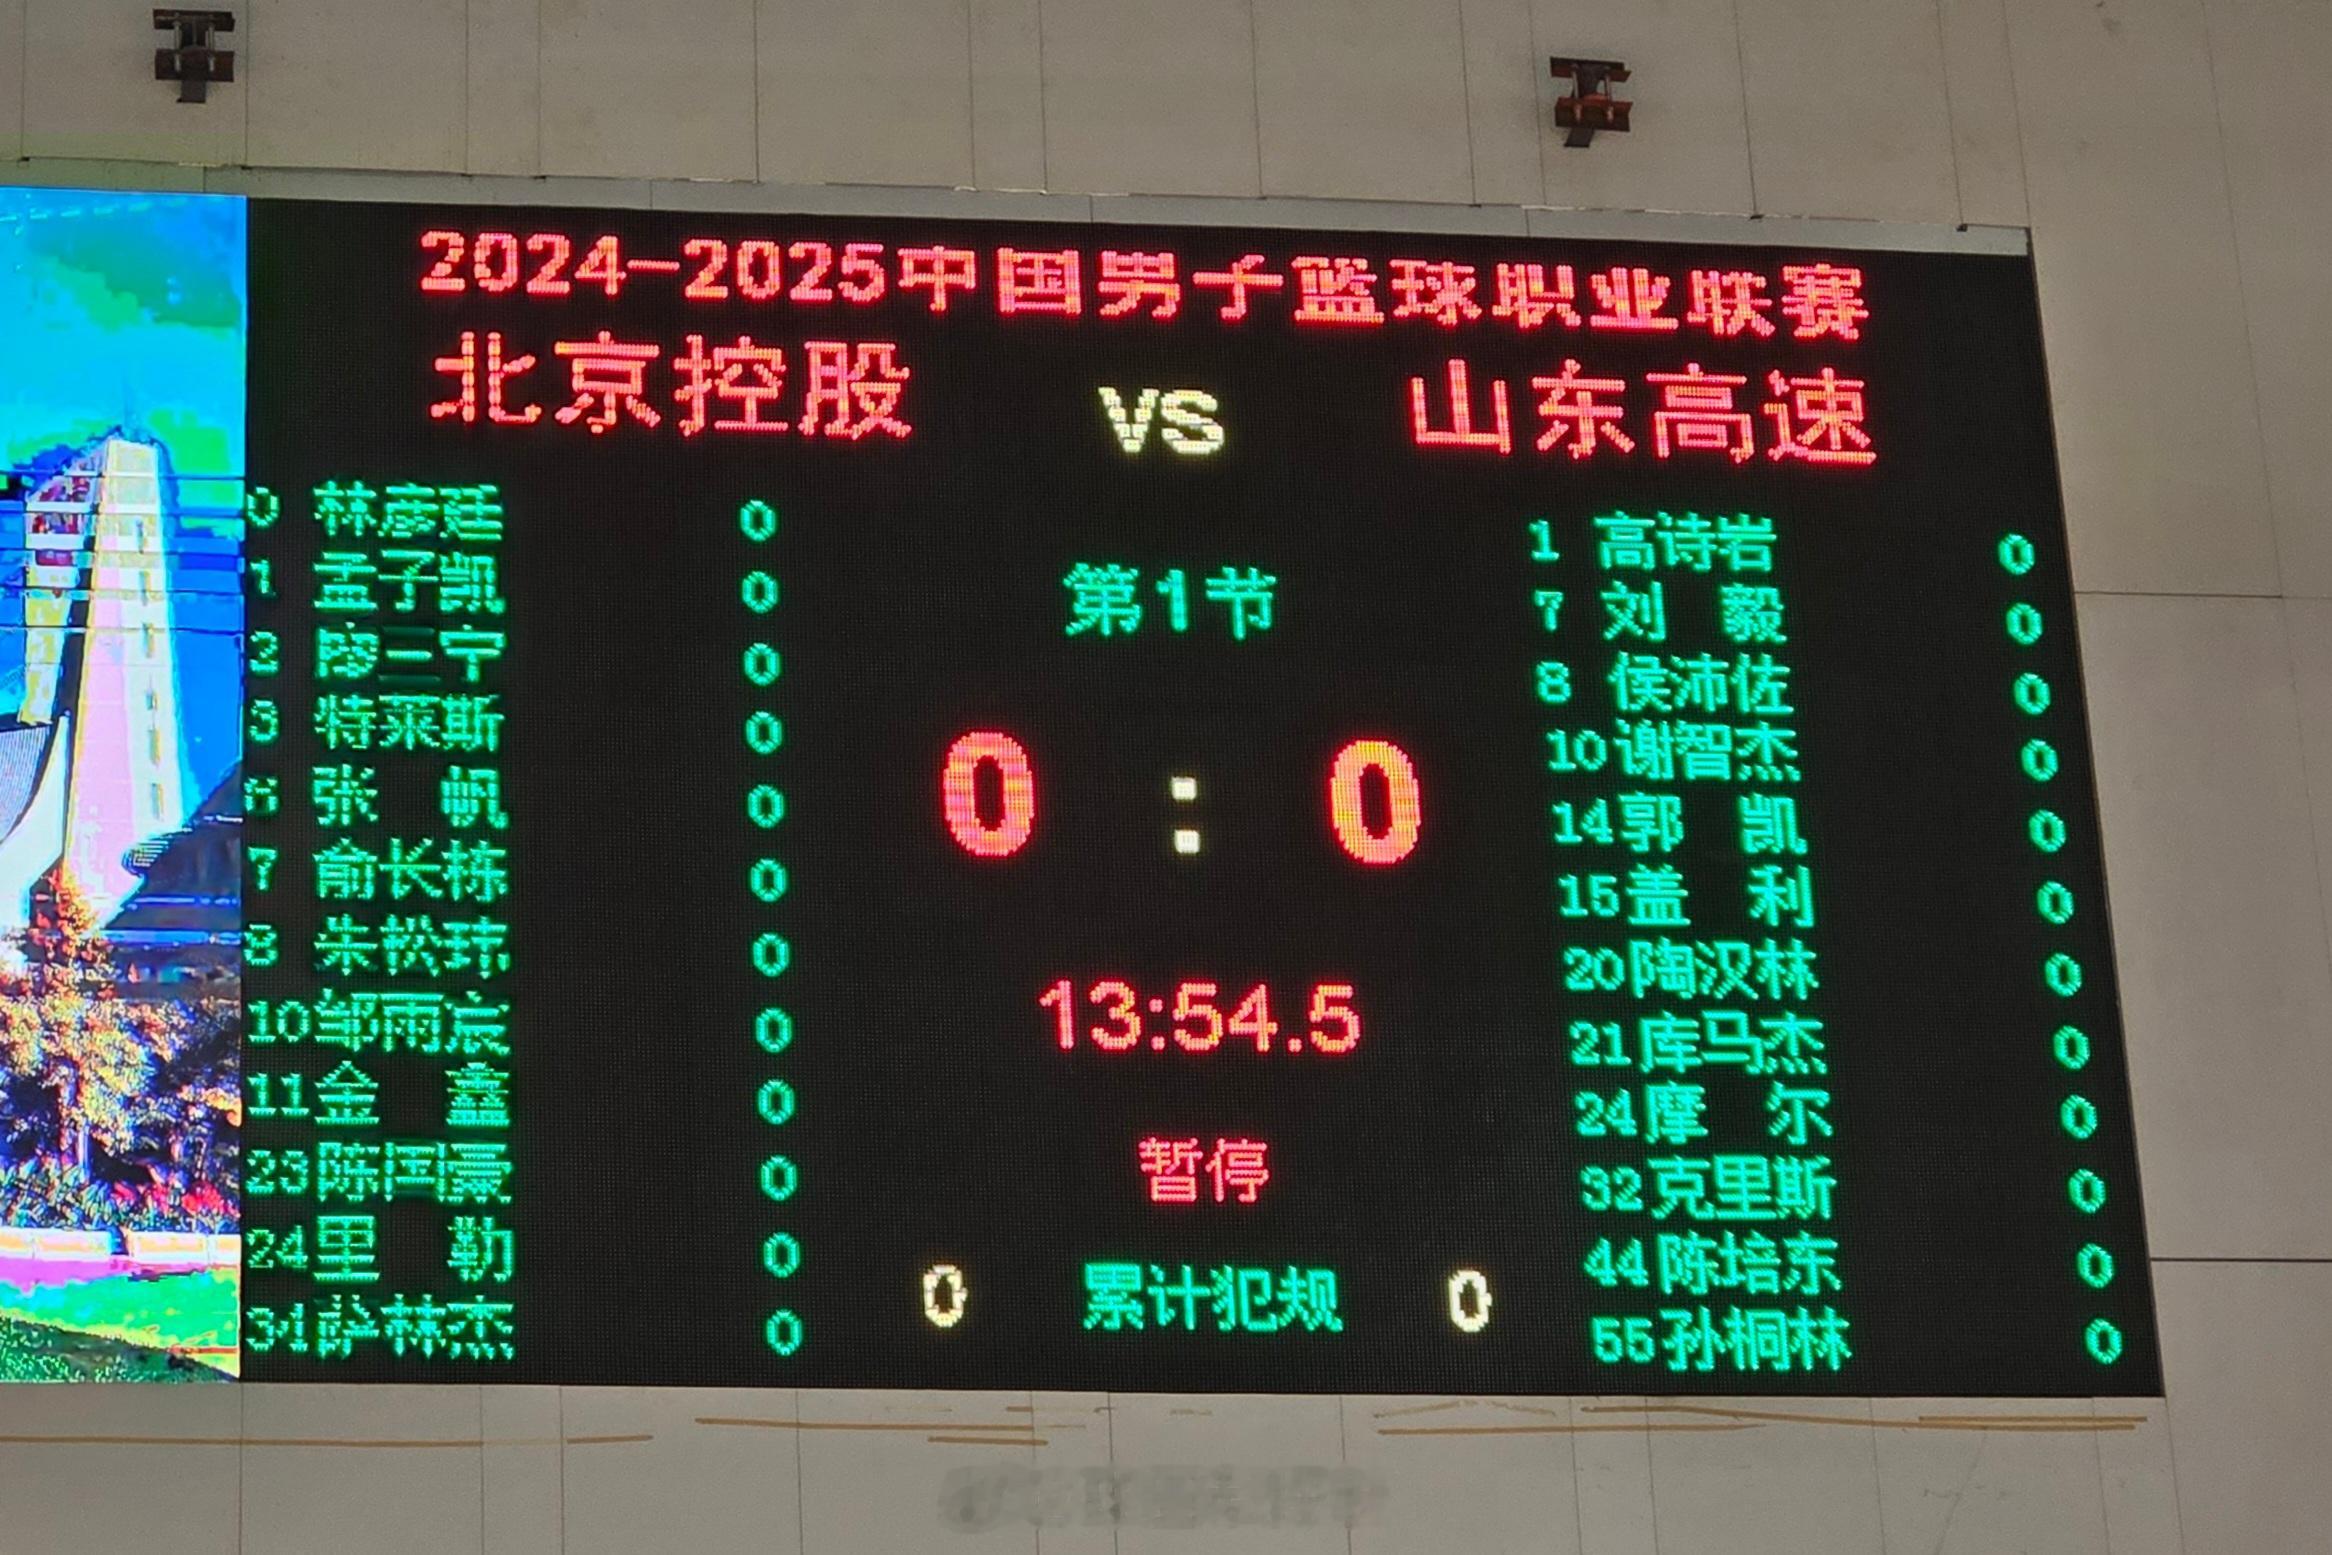 2024-2025中国男子篮球职业联赛
北京控股 VS 山东高速
0 林彦廷 0
1 孟子凯 0
2 廖三宁 0
3 特莱斯 0
6 张 帆 0
7 俞长栋 0
8 朱松玮 0
10 邹雨宸 0
11 金 鑫 0
23 陈国豪 0
24 里 勒 0
31 萨林杰 0
第1节
0 : 0
13:54.5
暂停
0 累计犯规 0
1 高诗岩 0
7 刘 毅 0
8 侯沛佐 0
10 谢智杰 0
14 郭 凯 0
15 盖 利 0
20 陶汉林 0
21 库马杰 0
24 摩 尔 0
32 克里斯 0
44 陈培东 0
55 孙桐林 0